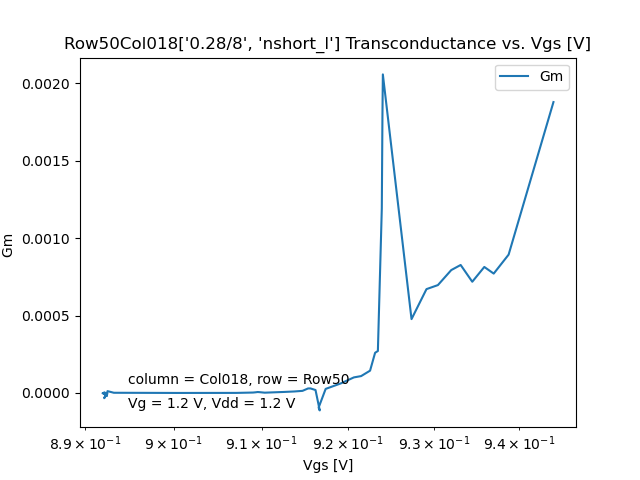 Row50Col018['0.28/8', 'nshort_l'] Transconductance vs. Vgs [V]
Gm
0.0020
0.0015
0.0010
0.0005
0.0000
Gm
column = Col018, row = Row50
Vg = 1.2 V, Vdd = 1.2 V
8.9 × 10⁻¹ 9 × 10⁻¹ 9.1 × 10⁻¹ 9.2 × 10⁻¹ 9.3 × 10⁻¹ 9.4 × 10⁻¹
Vgs [V]